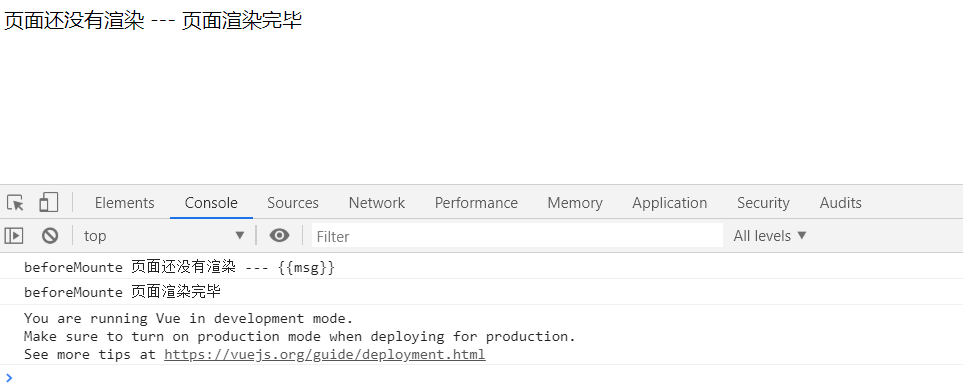 页面还没有渲染 --- 页面渲染完毕
Elements Console Sources Network Performance Memory Application Security Audits
top Filter All levels
beforeMounte 页面还没有渲染 --- {{msg}}
beforeMounte 页面渲染完毕
You are running Vue in development mode.
Make sure to turn on production mode when deploying for production.
See more tips at https://vuejs.org/guide/deployment.html